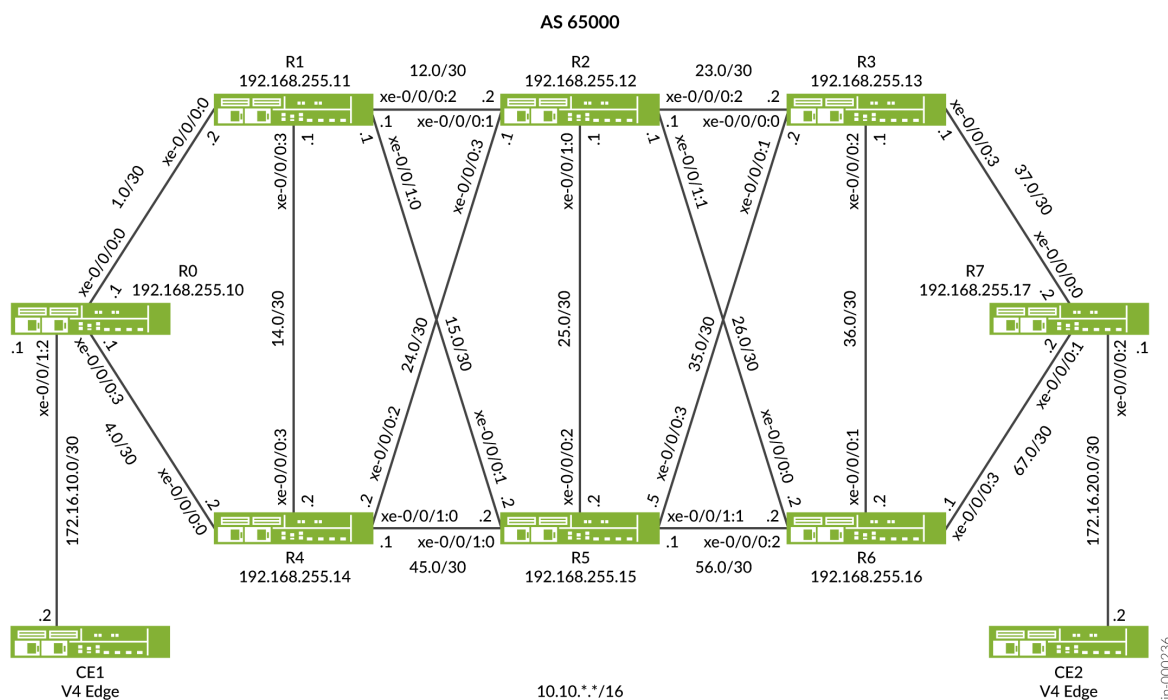 AS 65000
R1
192.168.255.11
12.0/30
R2
192.168.255.12
23.0/30
R3
192.168.255.13
xe-0/0/0:0
.2
xe-0/0/0:2
.2
.1
xe-0/0/0:1
xe-0/0/0:2
.2
.1
xe-0/0/0:0
xe-0/0/0:3
.1
xe-0/0/0:3
.1
.1
xe-0/0/1:0
xe-0/0/0:3
.1
xe-0/0/1:0
.1
.1
xe-0/0/1:1
xe-0/0/0:1
.2
xe-0/0/0:2
.1
1.0/30
37.0/30
xe-0/0/0:0
.1
R0
192.168.255.10
xe-0/0/0:0
.2
R7
192.168.255.17
14.0/30
24.0/30
15.0/30
25.0/30
35.0/30
26.0/30
36.0/30
.1
xe-0/0/1:2
.1
xe-0/0/0:3
.2
xe-0/0/0:1
xe-0/0/0:2
.1
172.16.10.0/30
4.0/30
xe-0/0/0:0
.2
xe-0/0/0:3
.2
xe-0/0/0:2
.2
xe-0/0/0:1
.2
xe-0/0/0:2
.2
xe-0/0/0:3
.5
xe-0/0/0:0
.2
xe-0/0/0:1
.2
.1
xe-0/0/0:3
67.0/30
172.16.20.0/30
xe-0/0/1:0
.2
.1
xe-0/0/1:0
xe-0/0/1:1
.2
.1
xe-0/0/0:2
R4
192.168.255.14
45.0/30
R5
192.168.255.15
56.0/30
R6
192.168.255.16
.2
.2
CE1
V4 Edge
10.10.*.*/16
CE2
V4 Edge
jn-000236